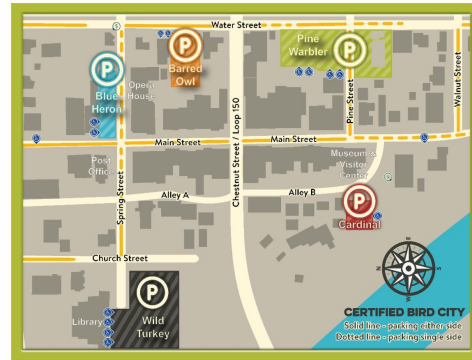 Water Street
$
P
Blue
Heron
Opera
House
P
Barred
Owl
Pine
Warbler
P
Pine Street
Walnut Street
Main Street
Main Street
Chestnut Street / Loop 150
Post
Office
Spring Street
Museum &
Visitor
Center
Alley A
Alley B
P
Cardinal
Church Street
Library
P
Wild
Turkey
CERTIFIED BIRD CITY
Solid line - parking either side
Dotted line - parking single side